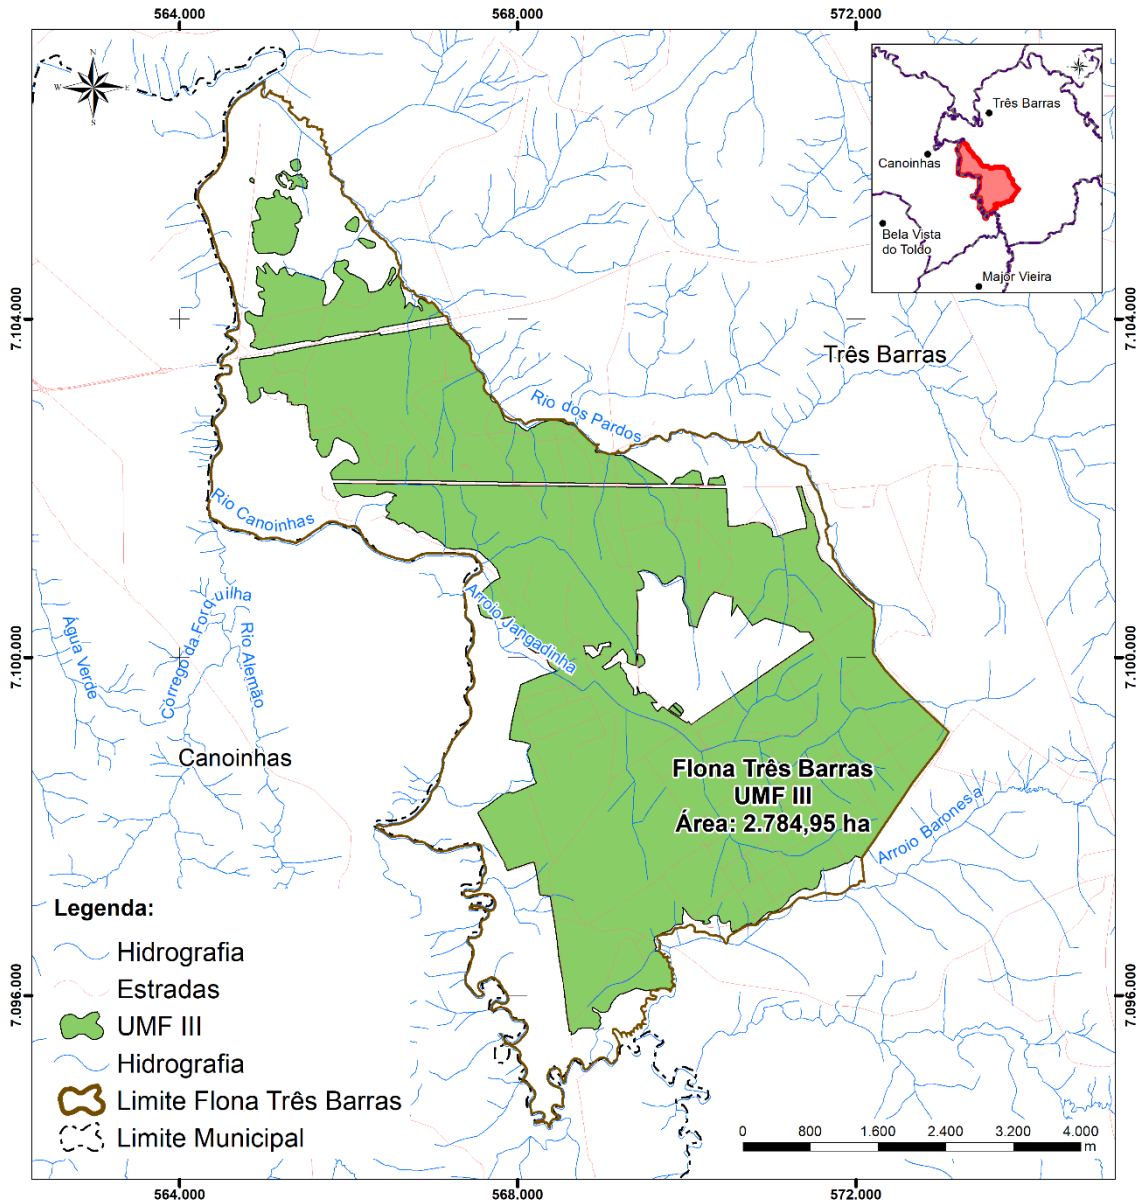 564.000
568.000
572.000
N
W
E
S
Três Barras
Canoinhas
Bela Vista
do Toldo
Major Vieira
7.104.000
7.104.000
Três Barras
Rio dos Pardos
Rio Canoinhas
Arroio Jangadinha
Água Verde
Córrego da Forquilha
Rio Alemão
7.100.000
7.100.000
Canoinhas
Flona Três Barras
UMF III
Área: 2.784,95 ha
Arroio Baronesa
Legenda:
Hidrografia
Estradas
UMF III
Hidrografia
Limite Flona Três Barras
Limite Municipal
7.096.000
7.096.000
0 800 1.600 2.400 3.200 4.000
m
564.000
568.000
572.000